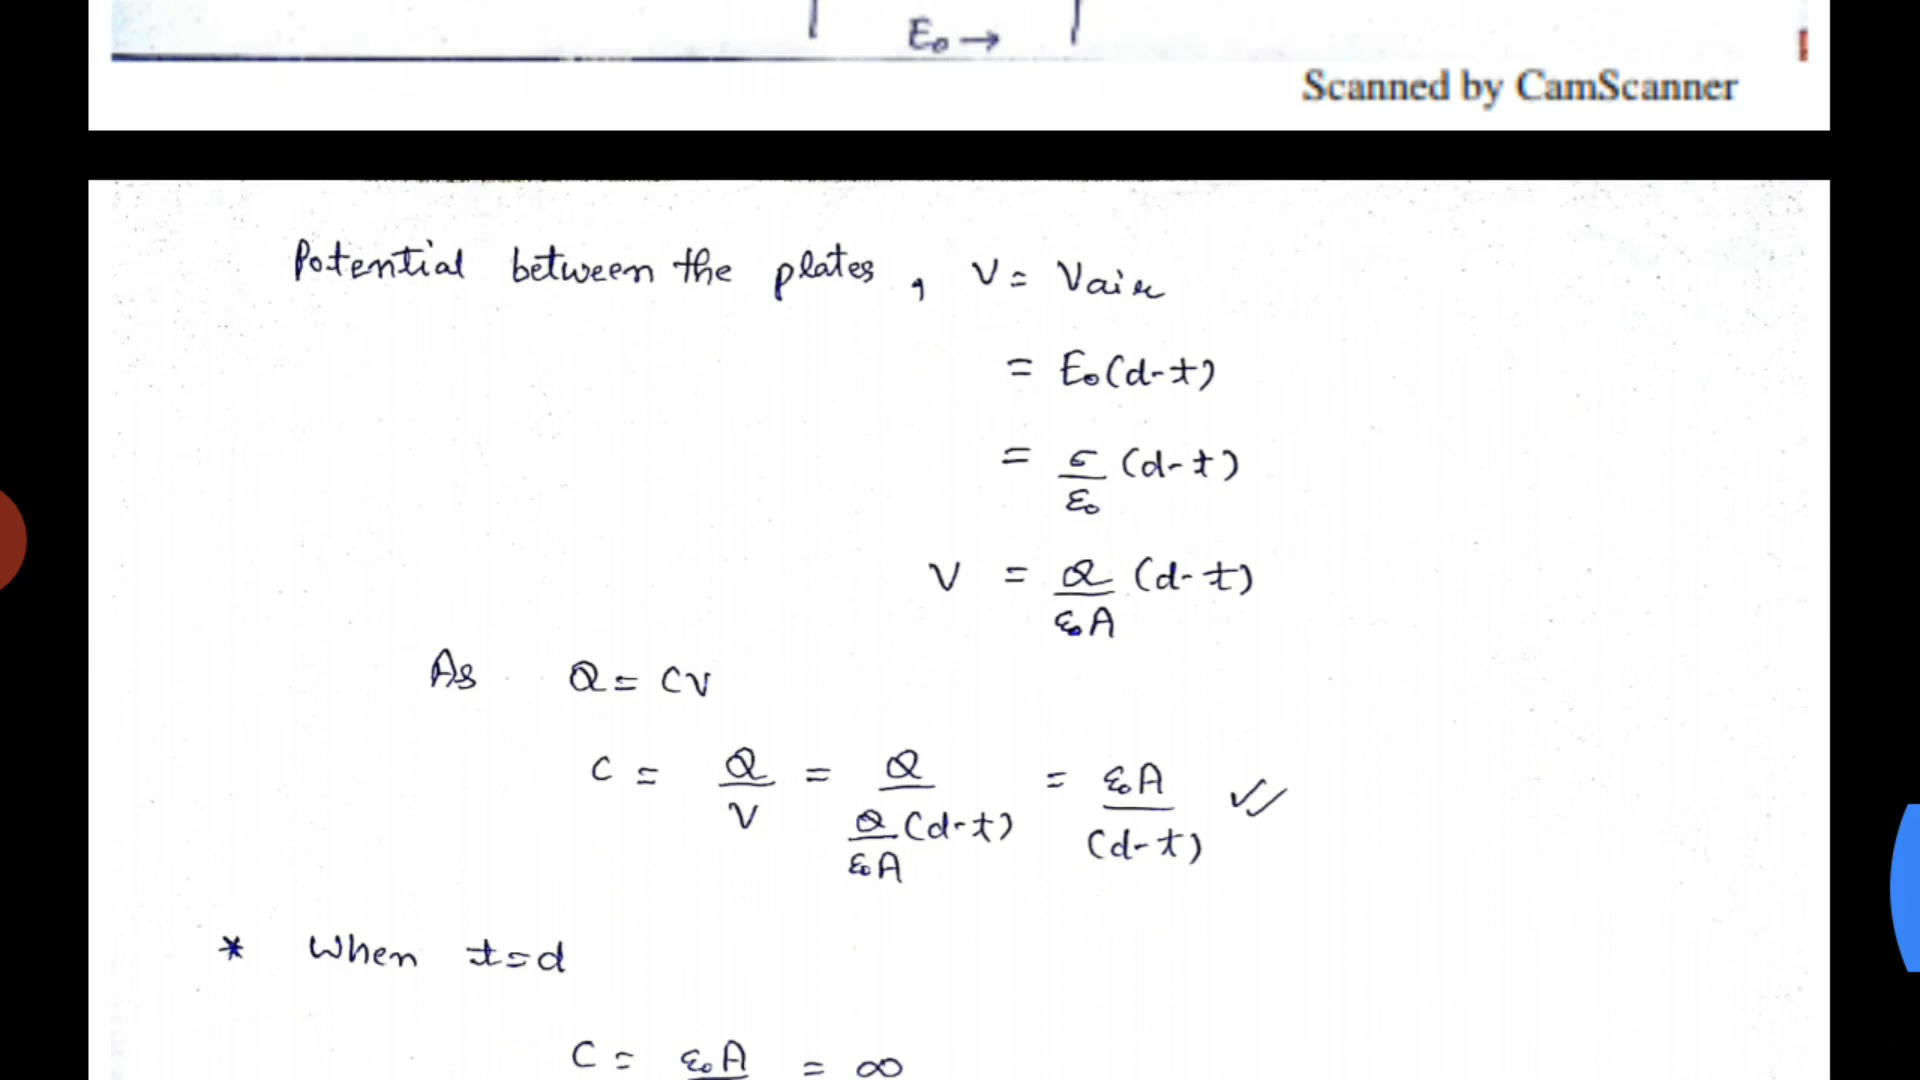 E₀ →
Scanned by CamScanner
Potential between the plates, V = Vair
= E₀(d-t)
= σ/ε₀ (d-t)
V = Q/ε₀A (d-t)
As Q = CV
C = Q/V = Q/(Q/ε₀A (d-t)) = ε₀A/(d-t) ✓✓
* When t=d
C = ε₀A = ∞